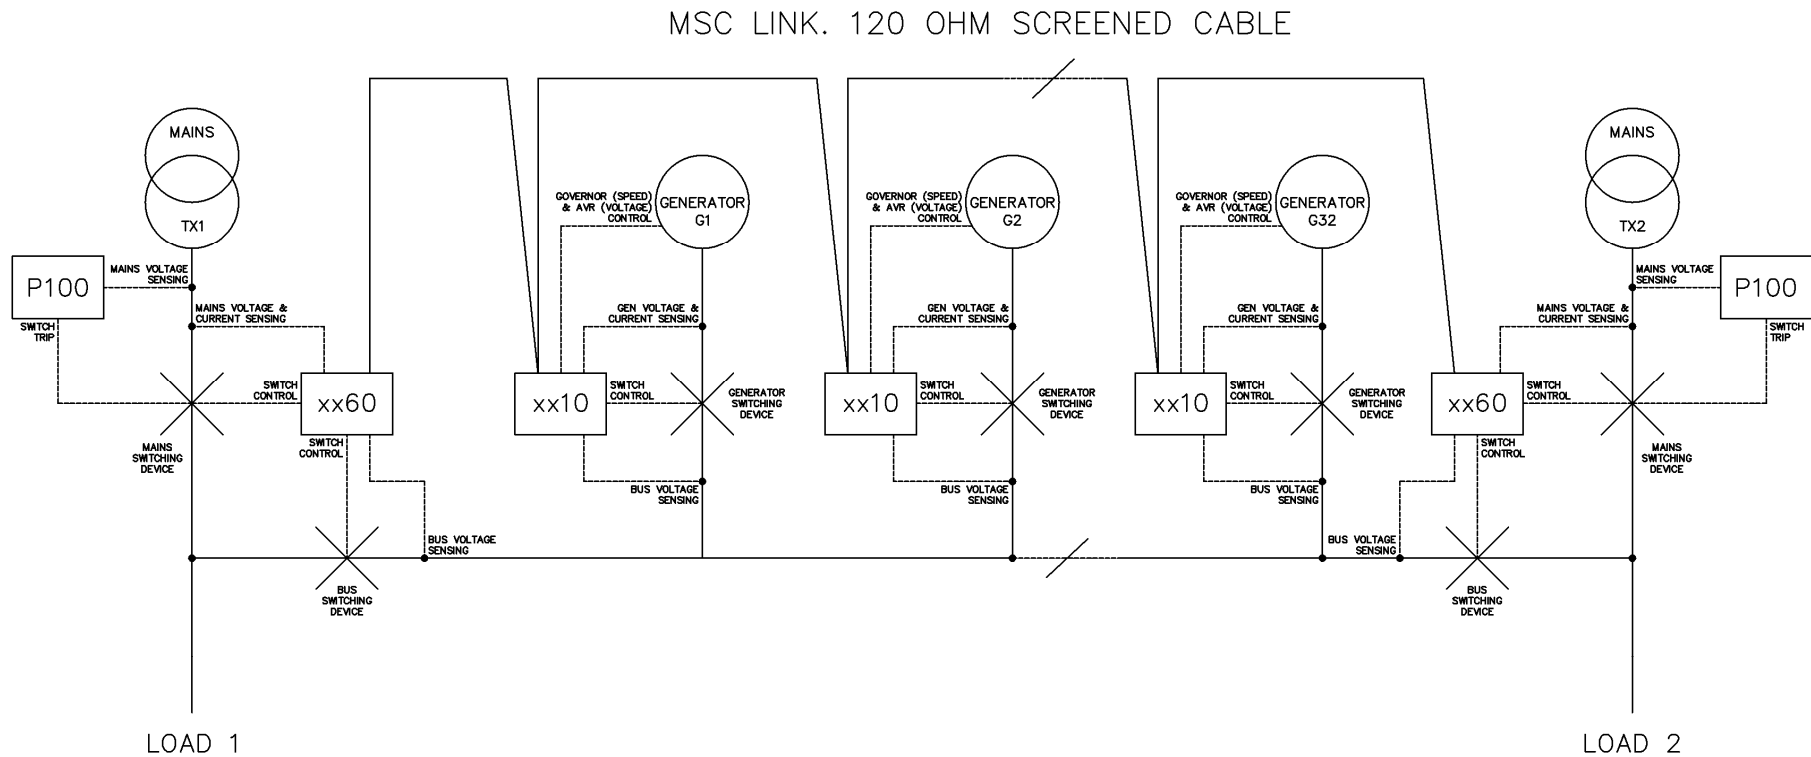 MSC LINK. 120 OHM SCREENED CABLE
MAINS
TX1
P100
MAINS VOLTAGE
SENSING
SWITCH
TRIP
MAINS VOLTAGE &
CURRENT SENSING
SWITCH
CONTROL
xx60
SWITCH
CONTROL
MAINS
SWITCHING
DEVICE
BUS VOLTAGE
SENSING
BUS
SWITCHING
DEVICE
LOAD 1
GOVERNOR (SPEED)
& AVR (VOLTAGE)
CONTROL
GENERATOR
G1
GEN VOLTAGE &
CURRENT SENSING
xx10
SWITCH
CONTROL
GENERATOR
SWITCHING
DEVICE
BUS VOLTAGE
SENSING
GOVERNOR (SPEED)
& AVR (VOLTAGE)
CONTROL
GENERATOR
G2
GEN VOLTAGE &
CURRENT SENSING
xx10
SWITCH
CONTROL
GENERATOR
SWITCHING
DEVICE
BUS VOLTAGE
SENSING
GOVERNOR (SPEED)
& AVR (VOLTAGE)
CONTROL
GENERATOR
G32
GEN VOLTAGE &
CURRENT SENSING
xx10
SWITCH
CONTROL
GENERATOR
SWITCHING
DEVICE
BUS VOLTAGE
SENSING
MAINS
TX2
MAINS VOLTAGE
SENSING
P100
SWITCH
TRIP
MAINS VOLTAGE &
CURRENT SENSING
xx60
SWITCH
CONTROL
SWITCH
CONTROL
MAINS
SWITCHING
DEVICE
BUS VOLTAGE
SENSING
BUS
SWITCHING
DEVICE
LOAD 2